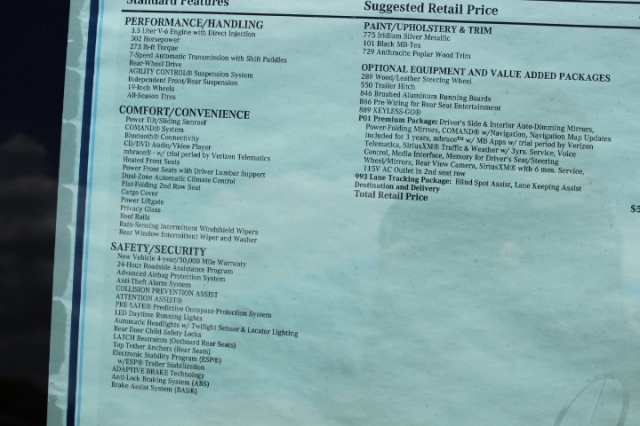 Standard Features
PERFORMANCE/HANDLING
3.5 Liter V-6 Engine with Direct Injection
302 Horsepower
273 lb-ft Torque
7-Speed Automatic Transmission with Shift Paddles
Rear-Wheel Drive
AGILITY CONTROL® Suspension System
Independent Front/Rear Suspension
19-Inch Wheels
All-Season Tires
COMFORT/CONVENIENCE
Power Tilt/Sliding Sunroof
COMAND® System
Bluetooth® Connectivity
CD/DVD Audio/Video Player
mbrace® - w/ trial period by Verizon Telematics
Heated Front Seats
Power Front Seats with Driver Lumbar Support
Dual-Zone Automatic Climate Control
Flat-Folding 2nd Row Seat
Cargo Cover
Power Liftgate
Privacy Glass
Roof Rails
Rain-Sensing Intermittent Windshield Wipers
Rear Window Intermittent Wiper and Washer
SAFETY/SECURITY
New Vehicle 4-year/50,000 Mile Warranty
24-Hour Roadside Assistance Program
Advanced Airbag Protection System
Anti-Theft Alarm System
COLLISION PREVENTION ASSIST
ATTENTION ASSIST®
PRE-SAFE® Predictive Occupant-Protection System
LED Daytime Running Lights
Automatic Headlights w/ Twilight Sensor & Locator Lighting
Rear Door Child Safety Locks
LATCH Restraints (Outboard Rear Seats)
Top Tether Anchors (Rear Seats)
Electronic Stability Program (ESP®)
w/ESP® Trailer Stabilization
ADAPTIVE BRAKE Technology
Anti-Lock Braking System (ABS)
Brake Assist System (BAS®)
Suggested Retail Price
PAINT/UPHOLSTERY & TRIM
775 Iridium Silver Metallic
101 Black MB-Tex
729 Anthracite Poplar Wood Trim
OPTIONAL EQUIPMENT AND VALUE ADDED PACKAGES
289 Wood/Leather Steering Wheel
550 Trailer Hitch
846 Brushed Aluminum Running Boards
866 Pre-Wiring for Rear Seat Entertainment
889 KEYLESS-GO®
P01 Premium Package: Driver's Side & Interior Auto-Dimming Mirrors,
Power-Folding Mirrors, COMAND® w/Navigation, Navigation Map Updates
Included for 3 years, mbrace™ w/ MB Apps w/ trial period by Verizon
Telematics, SiriusXM® Traffic & Weather w/ 3yrs. Service, Voice
Control, Media Interface, Memory for Driver's Seat/Steering
Wheel/Mirrors, Rear View Camera, SiriusXM® with 6 mos. Service,
115V AC Outlet in 2nd seat row
993 Lane Tracking Package: Blind Spot Assist, Lane Keeping Assist
Destination and Delivery
Total Retail Price